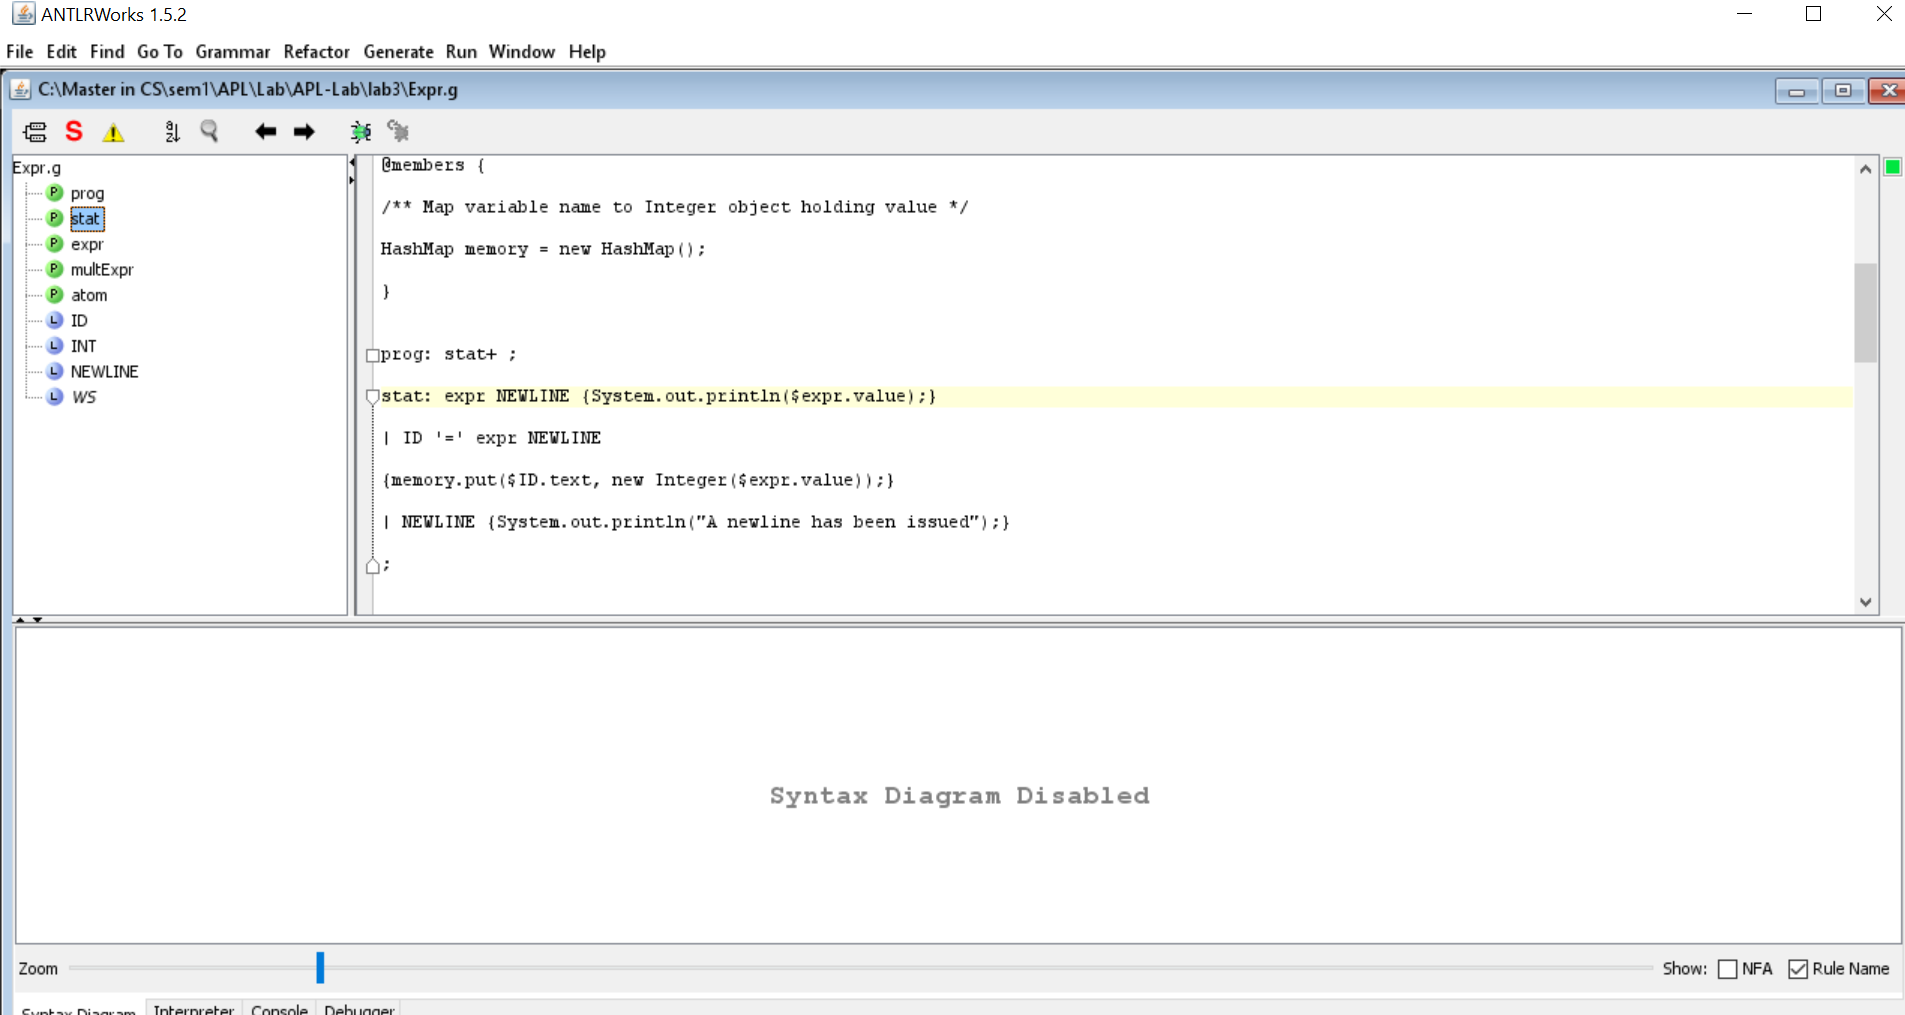 ANTLRWorks 1.5.2
File Edit Find Go To Grammar Refactor Generate Run Window Help
C:\Master in CS\sem1\APL\Lab\APL-Lab\lab3\Expr.g
S
Expr.g
P prog
P stat
P expr
P multExpr
P atom
L ID
L INT
L NEWLINE
L WS
@members {
/** Map variable name to Integer object holding value */
HashMap memory = new HashMap();
}
prog: stat+ ;
stat: expr NEWLINE {System.out.println($expr.value);}
| ID '=' expr NEWLINE
{memory.put($ID.text, new Integer($expr.value));}
| NEWLINE {System.out.println("A newline has been issued");}
;
Syntax Diagram Disabled
Zoom
Show: NFA Rule Name
Syntax Diagram Interpreter Console Debugger